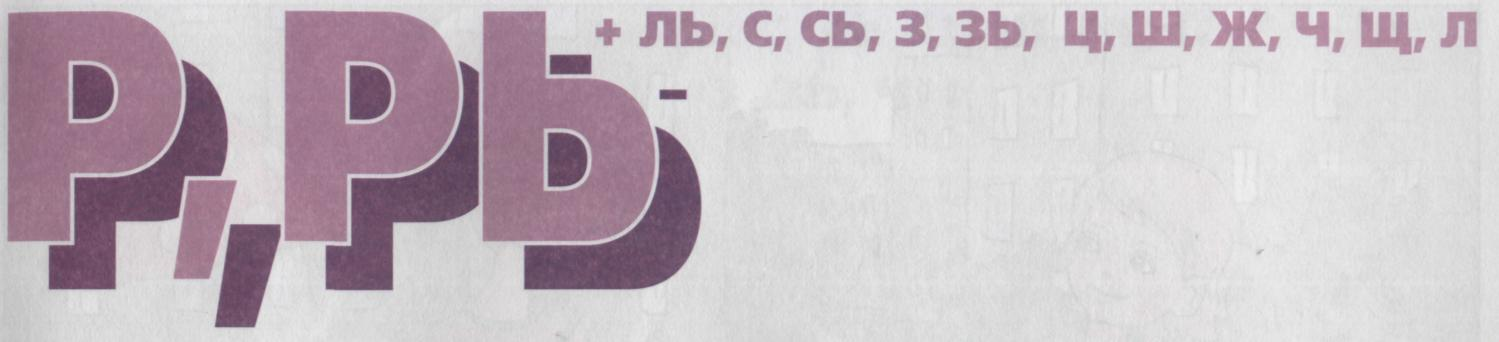 Р, РЬ + ЛЬ, С, СЬ, З, ЗЬ, Ц, Ш, Ж, Ч, Щ, Л